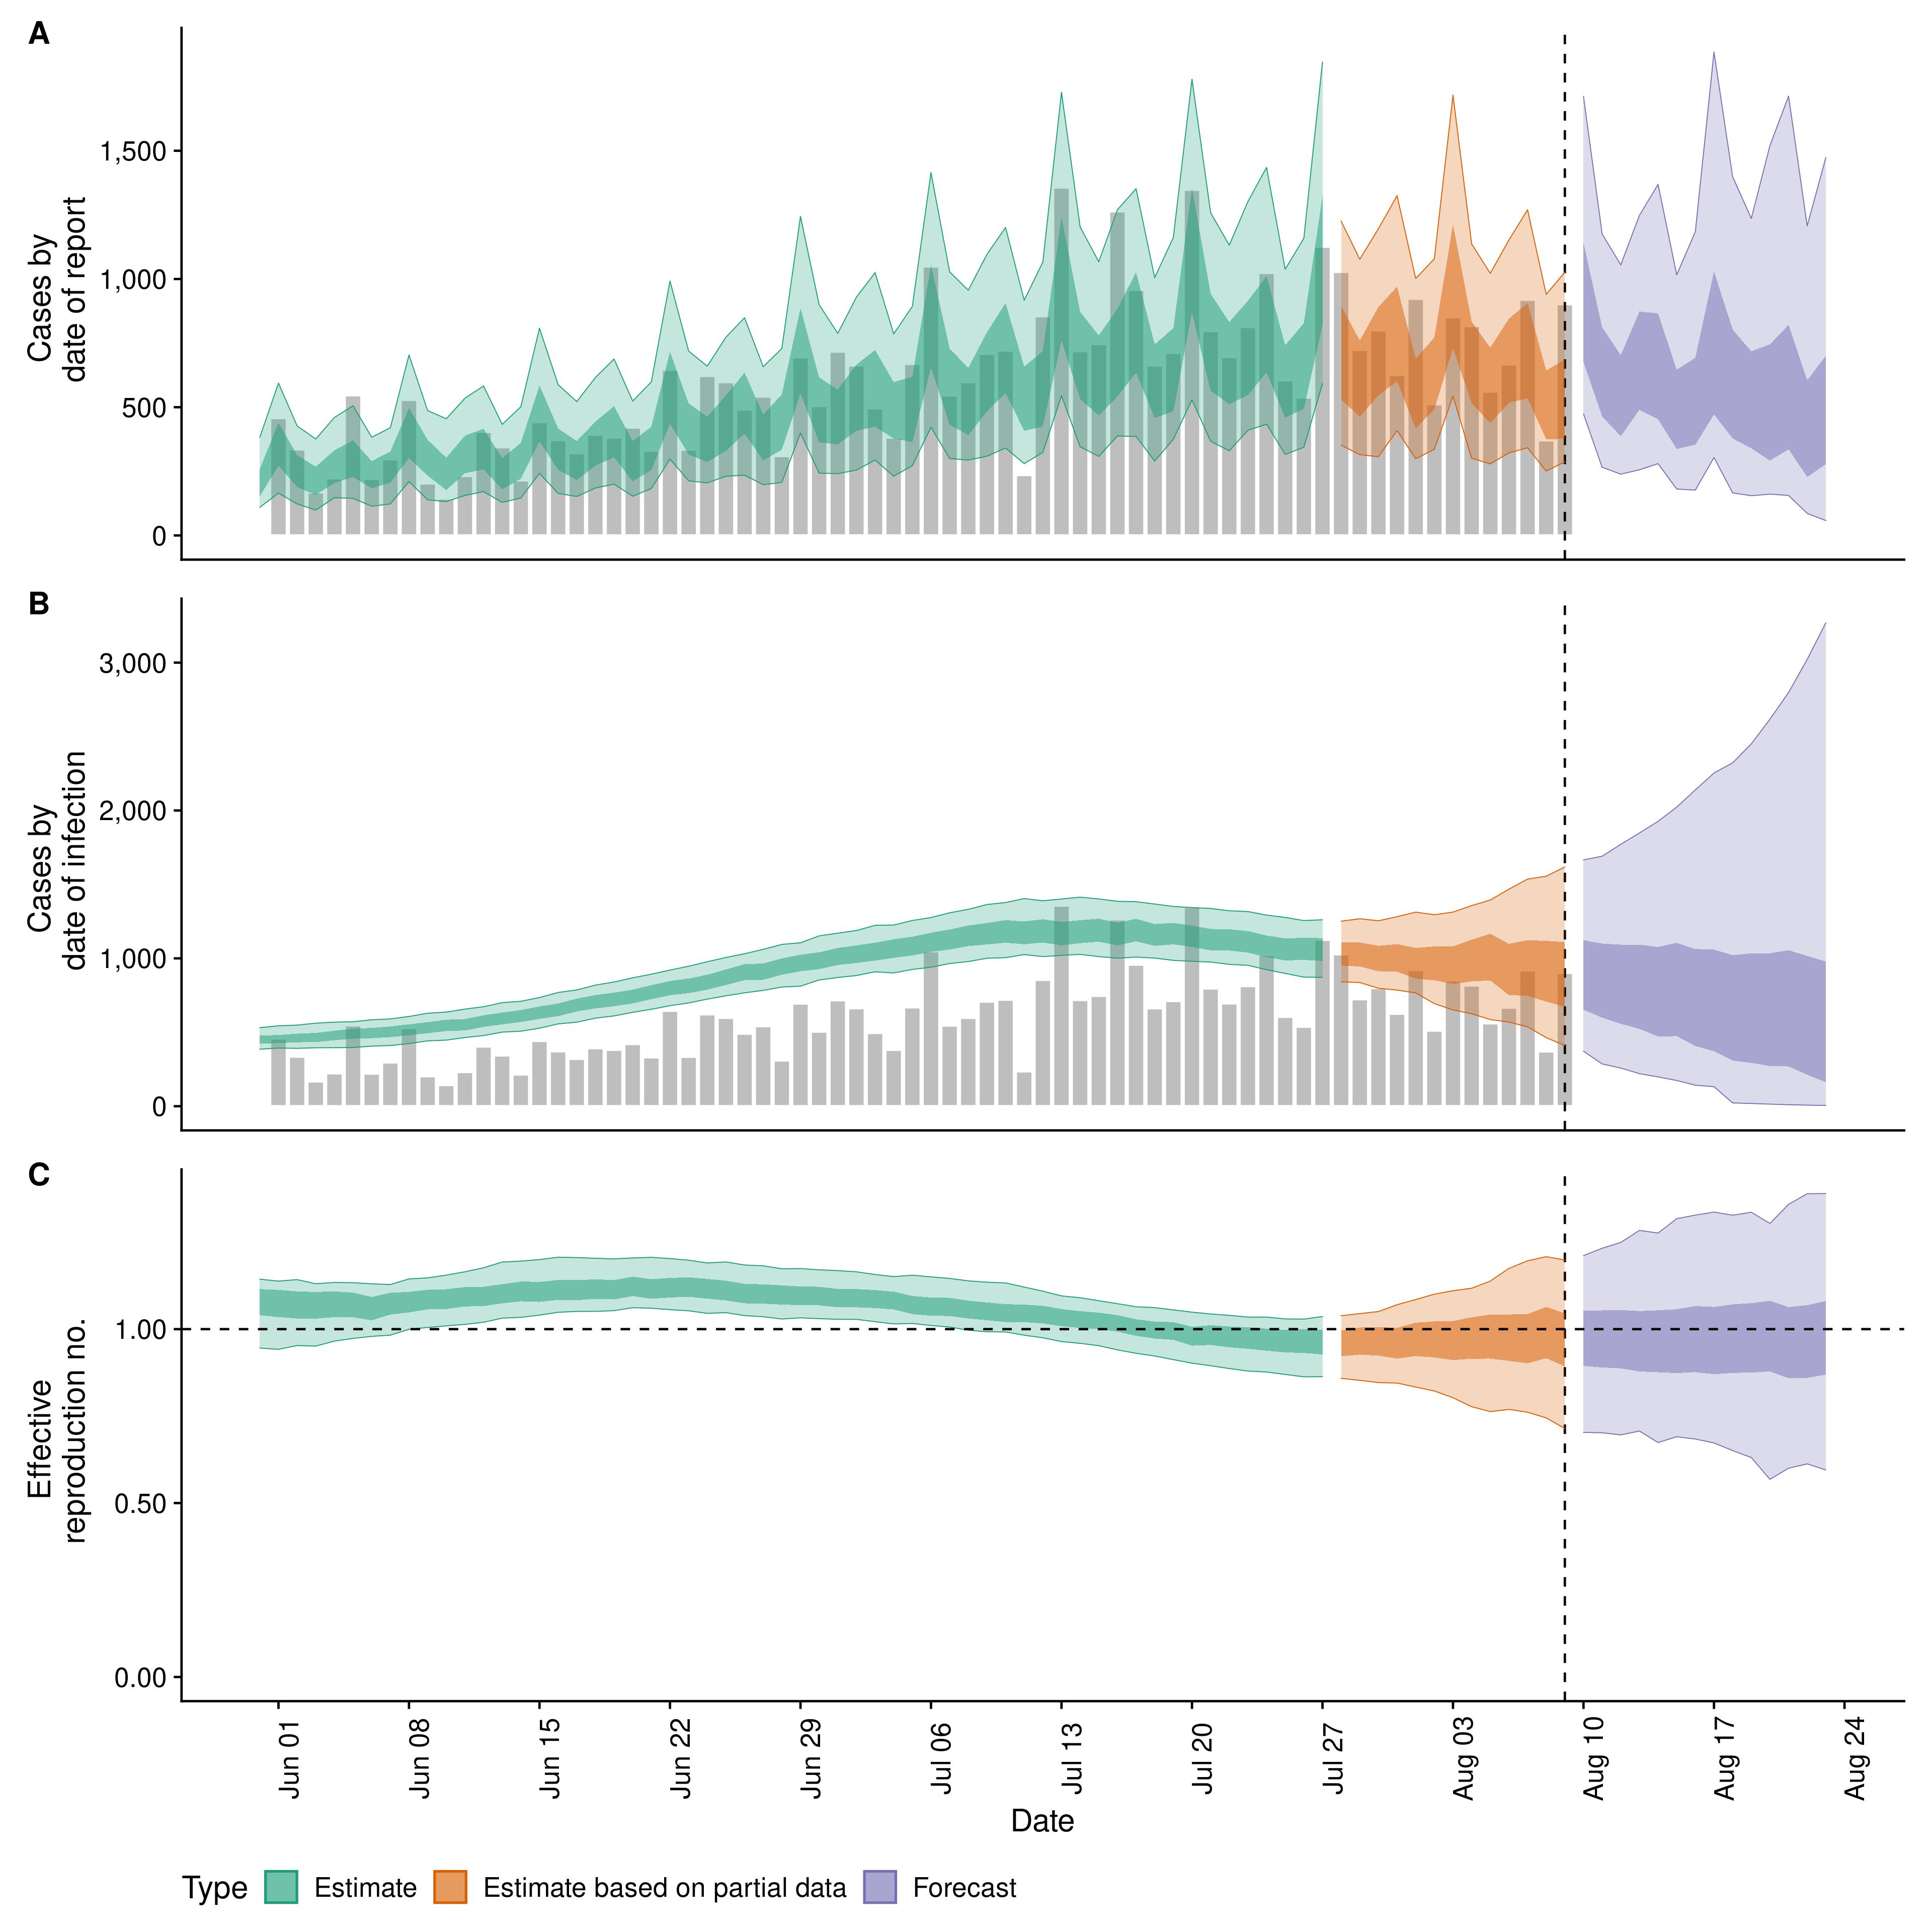 A
Cases by
date of report
1,500
1,000
500
0
B
Cases by
date of infection
3,000
2,000
1,000
0
C
Effective
reproduction no.
1.00
0.50
0.00
Jun 01
Jun 08
Jun 15
Jun 22
Jun 29
Jul 06
Jul 13
Jul 20
Jul 27
Aug 03
Aug 10
Aug 17
Aug 24
Date
Type Estimate Estimate based on partial data Forecast